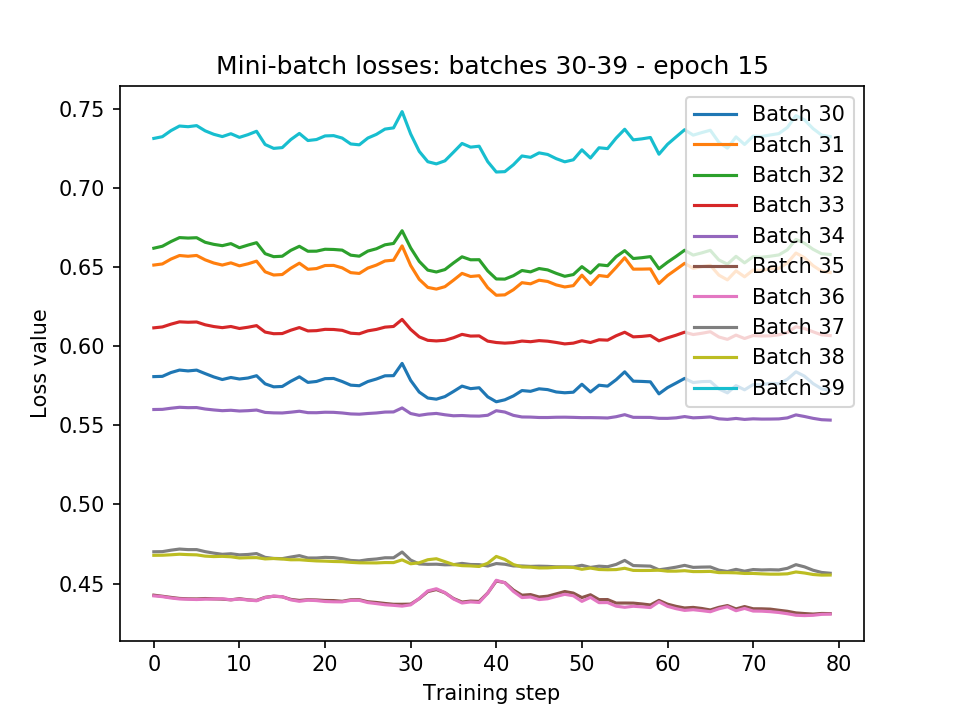 Mini-batch losses: batches 30-39 - epoch 15
0.75
0.70
0.65
0.60
0.55
0.50
0.45
Loss value
0 10 20 30 40 50 60 70 80
Training step
Batch 30
Batch 31
Batch 32
Batch 33
Batch 34
Batch 35
Batch 36
Batch 37
Batch 38
Batch 39